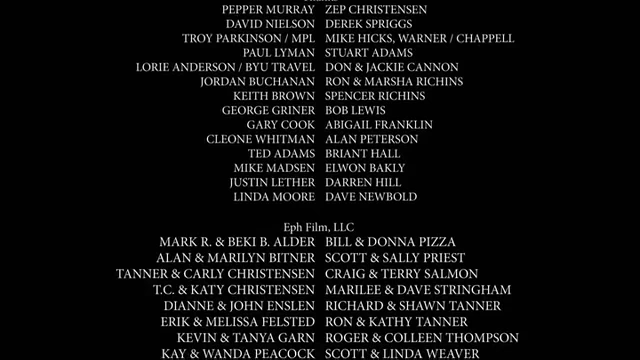 PEPPER MURRAY ZEP CHRISTENSEN
DAVID NIELSON DEREK SPRIGGS
TROY PARKINSON / MPL MIKE HICKS, WARNER / CHAPPELL
PAUL LYMAN STUART ADAMS
LORIE ANDERSON / BYU TRAVEL DON & JACKIE CANNON
JORDAN BUCHANAN RON & MARSHA RICHINS
KEITH BROWN SPENCER RICHINS
GEORGE GRINER BOB LEWIS
GARY COOK ABIGAIL FRANKLIN
CLEONE WHITMAN ALAN PETERSON
TED ADAMS BRIANT HALL
MIKE MADSEN ELWON BAKLY
JUSTIN LETHER DARREN HILL
LINDA MOORE DAVE NEWBOLD
Eph Film, LLC
MARK R. & BEKI B. ALDER BILL & DONNA PIZZA
ALAN & MARILYN BITNER SCOTT & SALLY PRIEST
TANNER & CARLY CHRISTENSEN CRAIG & TERRY SALMON
T.C. & KATY CHRISTENSEN MARILEE & DAVE STRINGHAM
DIANNE & JOHN ENSLEN RICHARD & SHAWN TANNER
ERIK & MELISSA FELSTED RON & KATHY TANNER
KEVIN & TANYA GARN ROGER & COLLEEN THOMPSON
KAY & WANDA PEACOCK SCOTT & LINDA WEAVER